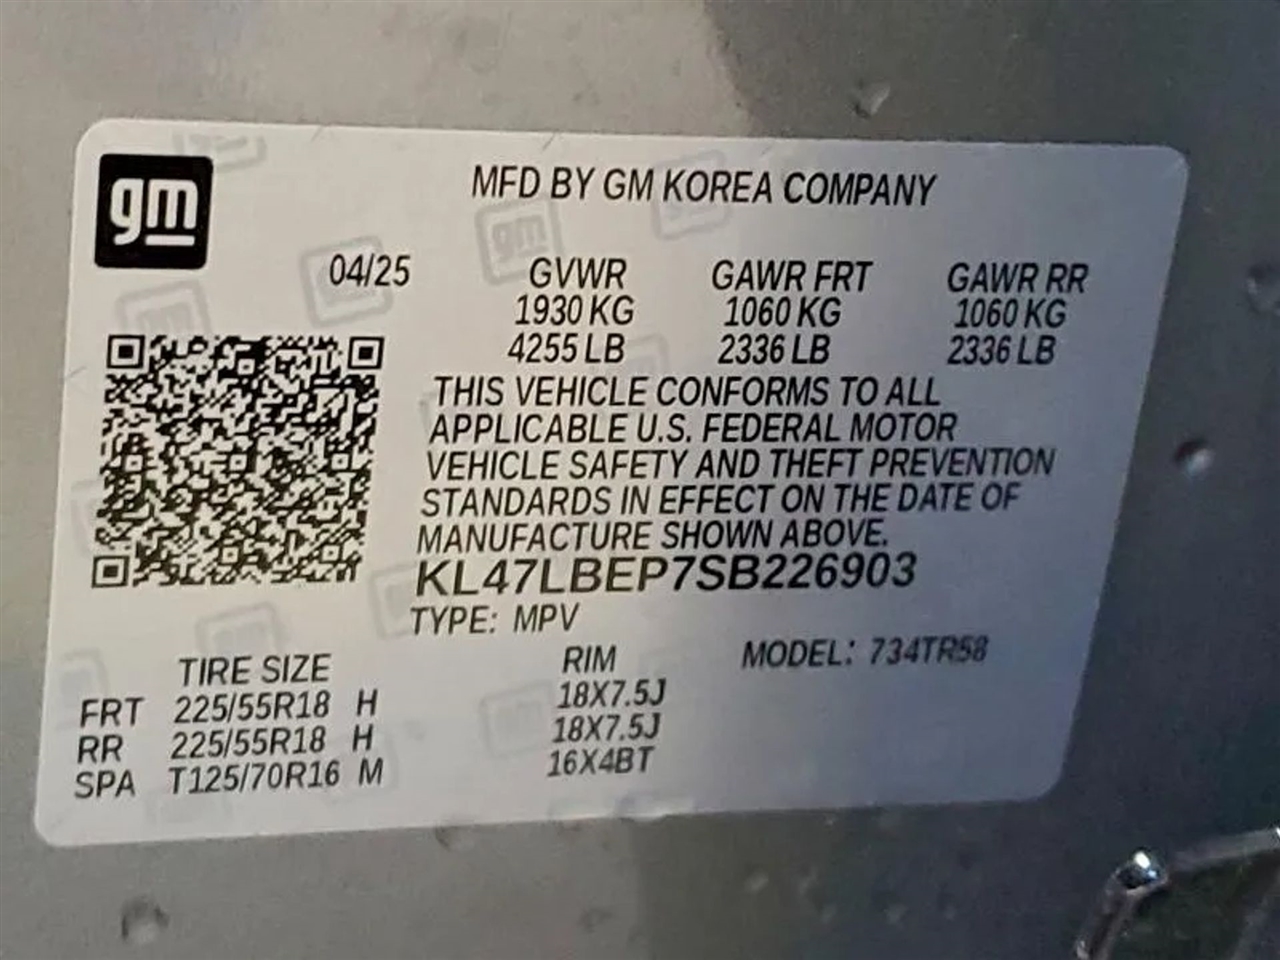 gm
MFD BY GM KOREA COMPANY
04/25 GVWR GAWR FRT GAWR RR
1930 KG 1060 KG 1060 KG
4255 LB 2336 LB 2336 LB
THIS VEHICLE CONFORMS TO ALL
APPLICABLE U.S. FEDERAL MOTOR
VEHICLE SAFETY AND THEFT PREVENTION
STANDARDS IN EFFECT ON THE DATE OF
MANUFACTURE SHOWN ABOVE.
KL47LBEP7SB226903
TYPE: MPV
TIRE SIZE RIM MODEL: 734TR58
FRT 225/55R18 H 18X7.5J
RR 225/55R18 H 18X7.5J
SPA T125/70R16 M 16X4BT